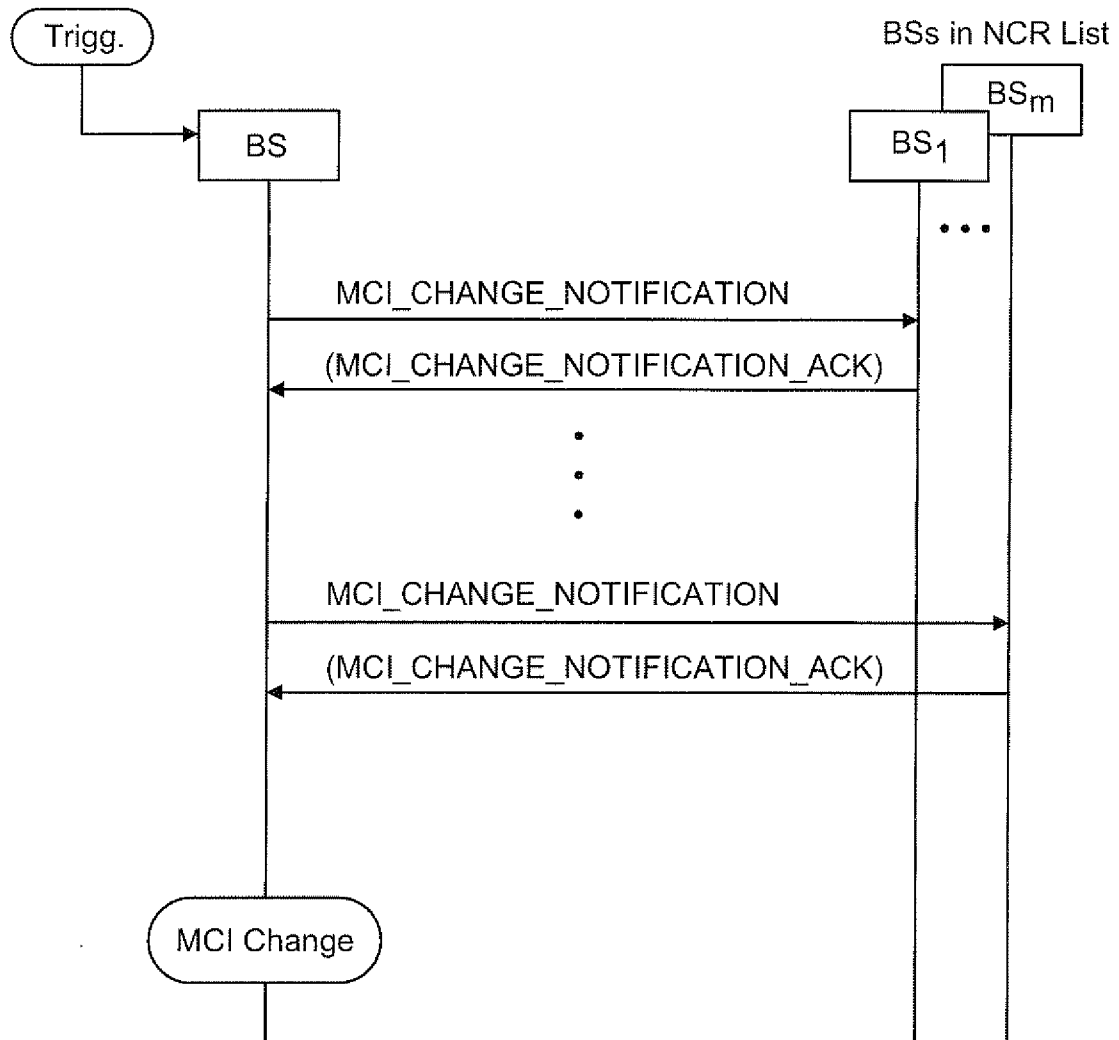 Trigg.
BSs in NCR List
BSm
BS
BS1
MCI_CHANGE_NOTIFICATION
(MCI_CHANGE_NOTIFICATION_ACK)
MCI_CHANGE_NOTIFICATION
(MCI_CHANGE_NOTIFICATION_ACK)
MCI Change